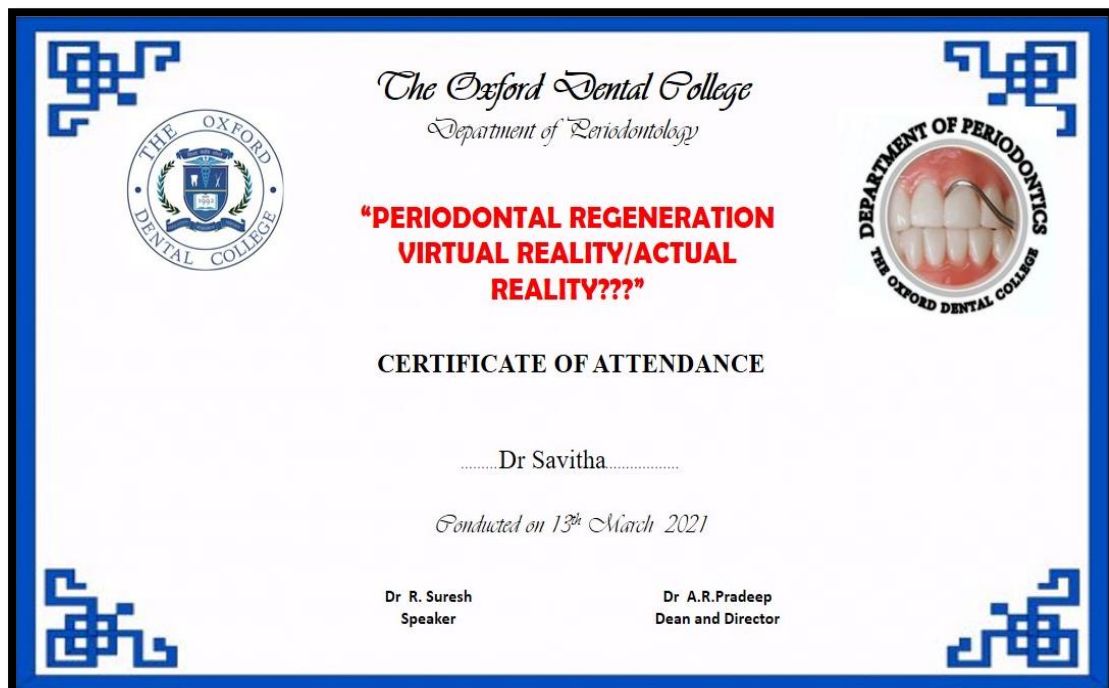 The Oxford Dental College
Department of Periodontology
THE OXFORD
DENTAL COLLEGE
1992
DEPARTMENT OF PERIODONTICS
THE OXFORD DENTAL COLLEGE
“PERIODONTAL REGENERATION
VIRTUAL REALITY/ACTUAL
REALITY???”
CERTIFICATE OF ATTENDANCE
.........Dr Savitha..................
Conducted on 13th March 2021
Dr R. Suresh
Speaker
Dr A.R.Pradeep
Dean and Director